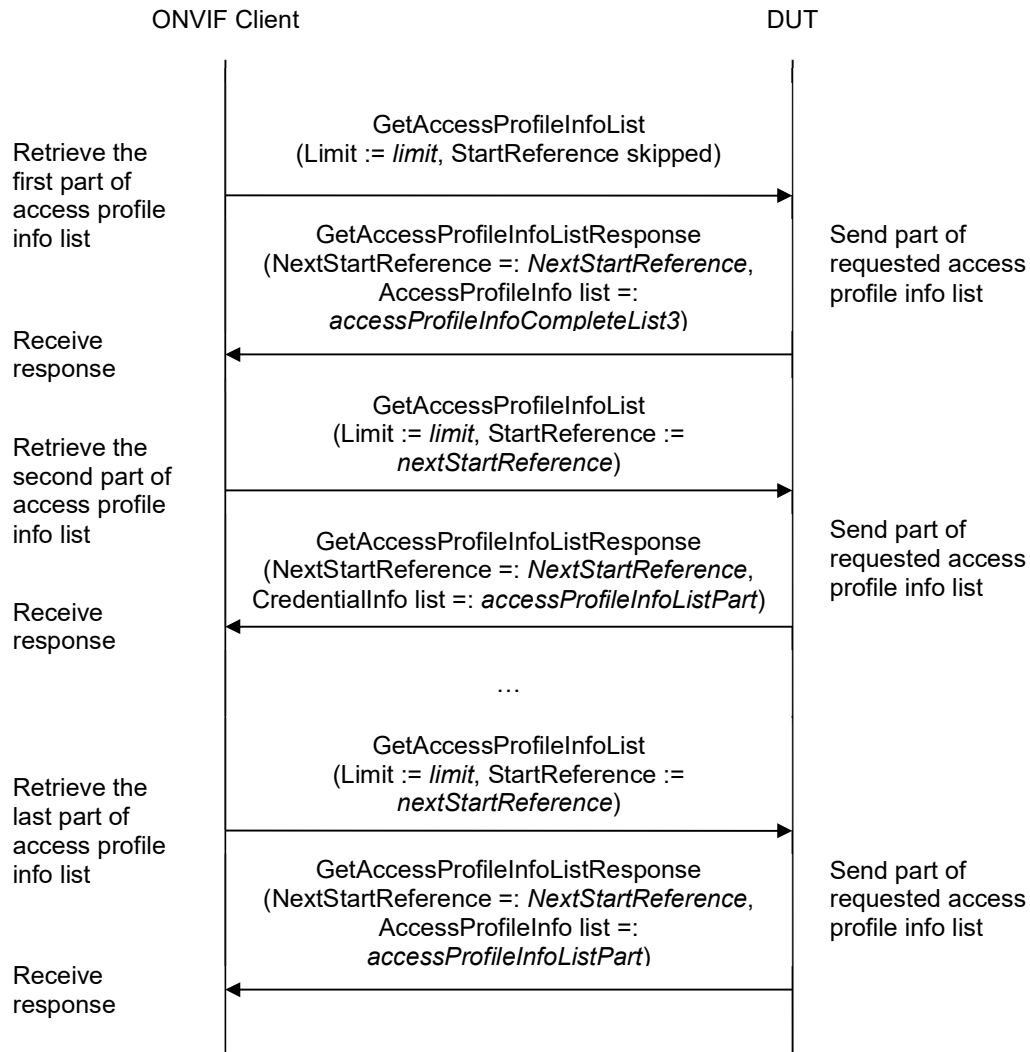 ONVIF Client
DUT
GetAccessProfileInfoList
(Limit := limit, StartReference skipped)
Retrieve the
first part of
access profile
info list
GetAccessProfileInfoListResponse
(NextStartReference =: NextStartReference,
AccessProfileInfo list =:
accessProfileInfoCompleteList3)
Send part of
requested access
profile info list
Receive
response
GetAccessProfileInfoList
(Limit := limit, StartReference :=
nextStartReference)
Retrieve the
second part of
access profile
info list
GetAccessProfileInfoListResponse
(NextStartReference =: NextStartReference,
CredentialInfo list =: accessProfileInfoListPart)
Send part of
requested access
profile info list
Receive
response
…
GetAccessProfileInfoList
(Limit := limit, StartReference :=
nextStartReference)
Retrieve the
last part of
access profile
info list
GetAccessProfileInfoListResponse
(NextStartReference =: NextStartReference,
AccessProfileInfo list =:
accessProfileInfoListPart)
Send part of
requested access
profile info list
Receive
response